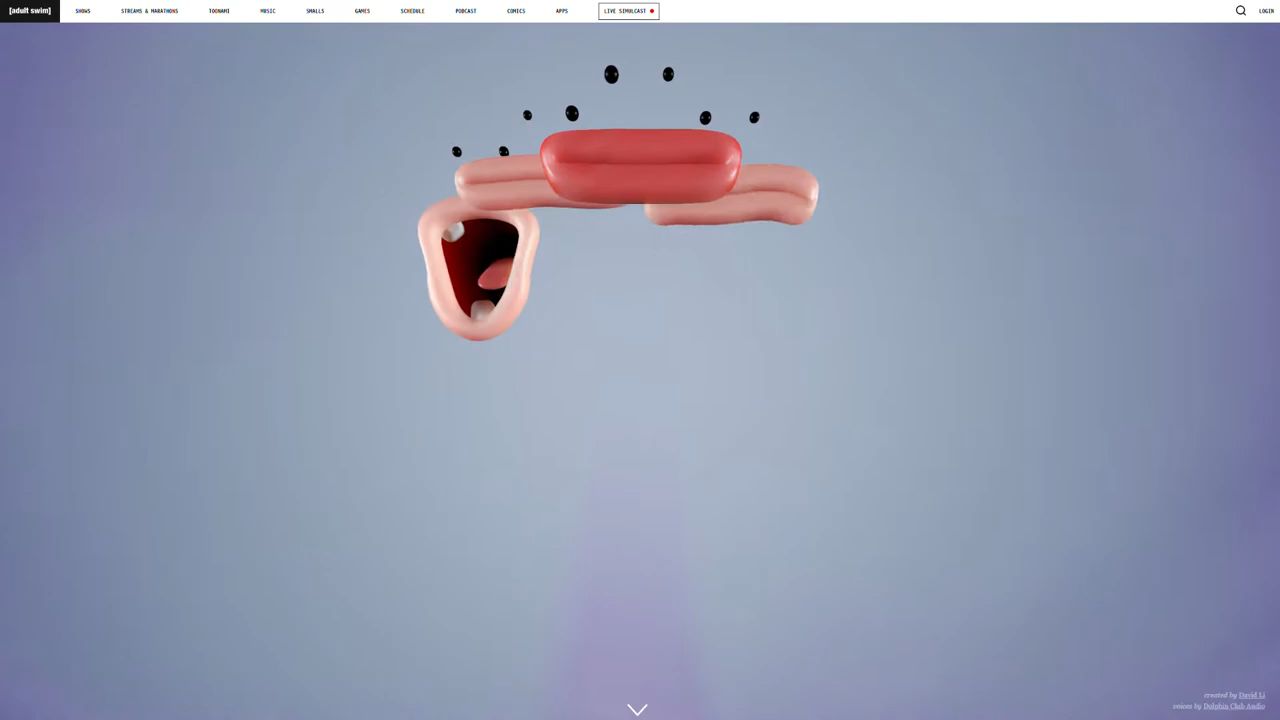 [adult swim] SHOWS STREAMS & MARATHONS TOONAMI MUSIC SMALLS GAMES SCHEDULE PODCAST COMICS APPS LIVE SIMULCAST LOGIN
created by David Li
voices by Dolphin Club Audio